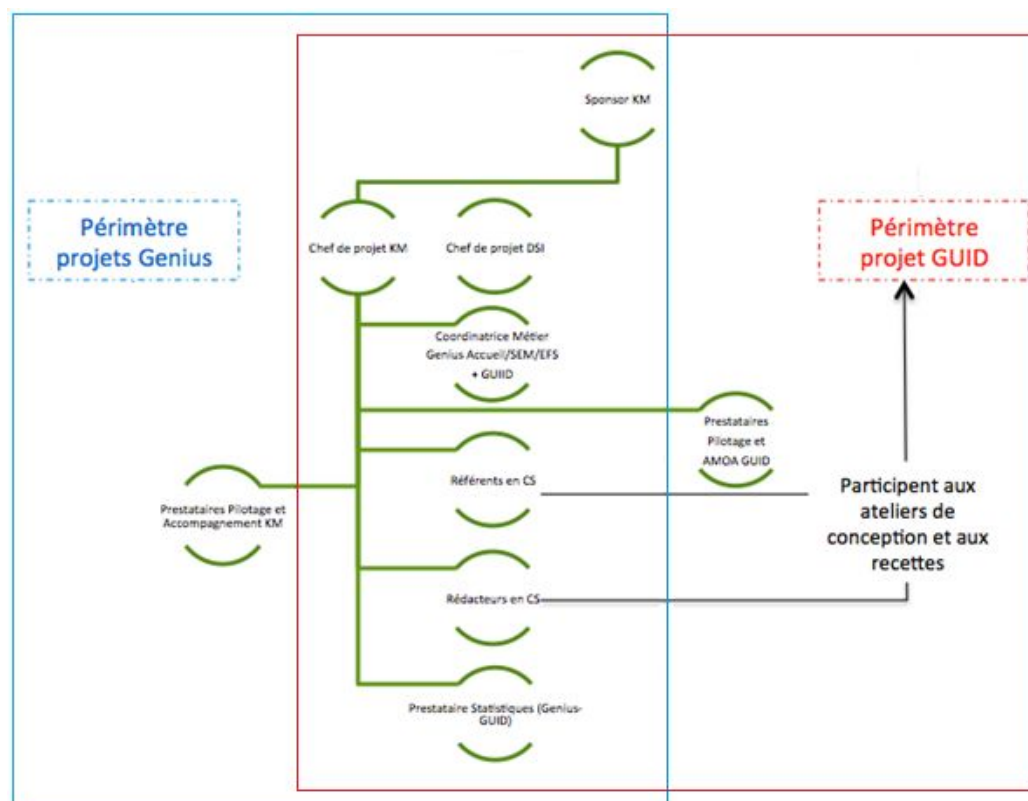 Sponsor KM
Périmètre
projets Genius
Chef de projet KM
Chef de projet DSI
Périmètre
projet GUID
Coordinatrice Métier
Genius Accueil/SEM/EFS
+ GUIID
Prestataires
Pilotage et
AMOA GUID
Référents en CS
Prestataires Pilotage et
Accompagnement KM
Participent aux
ateliers de
conception et aux
recettes
Rédacteurs en CS
Prestataire Statistiques (Genius-
GUID)